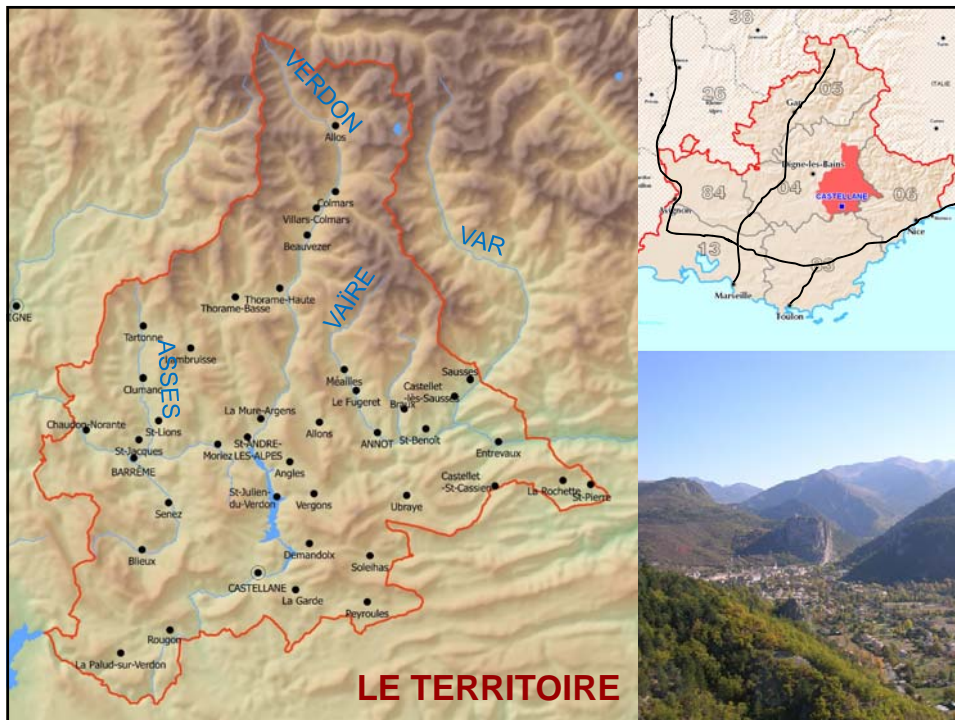 VERDON
Allos
Colmars
Villars-Colmars
Beauvezer
VAR
VAÏRE
Thorame-Haute
Thorame-Basse
IGNE
Tartonne
ASSES
Lambruisse
Clumanc
Méailles
Le Fugeret
Sausses
Castellet
-lès-Sausses
Braux
La Mure-Argens
Chaudon-Norante
St-Lions
Allons
ANNOT
St-Benoît
St-Jacques
Moriez
St-ANDRE-
LES-ALPES
Entrevaux
BARRÊME
Angles
Castellet
-St-Cassien
La Rochette
St-Pierre
St-Julien
du-Verdon
Vergons
Ubraye
Senez
Blieux
Demandolx
Soleihas
CASTELLANE
La Garde
Peyroules
Rougon
La Palud-sur-Verdon
LE TERRITOIRE
38
ITALIE
26
05
Gap
Digne-les-Bains
84
04
06
CASTELLANE
Avignon
Nice
13
83
Marseille
Toulon